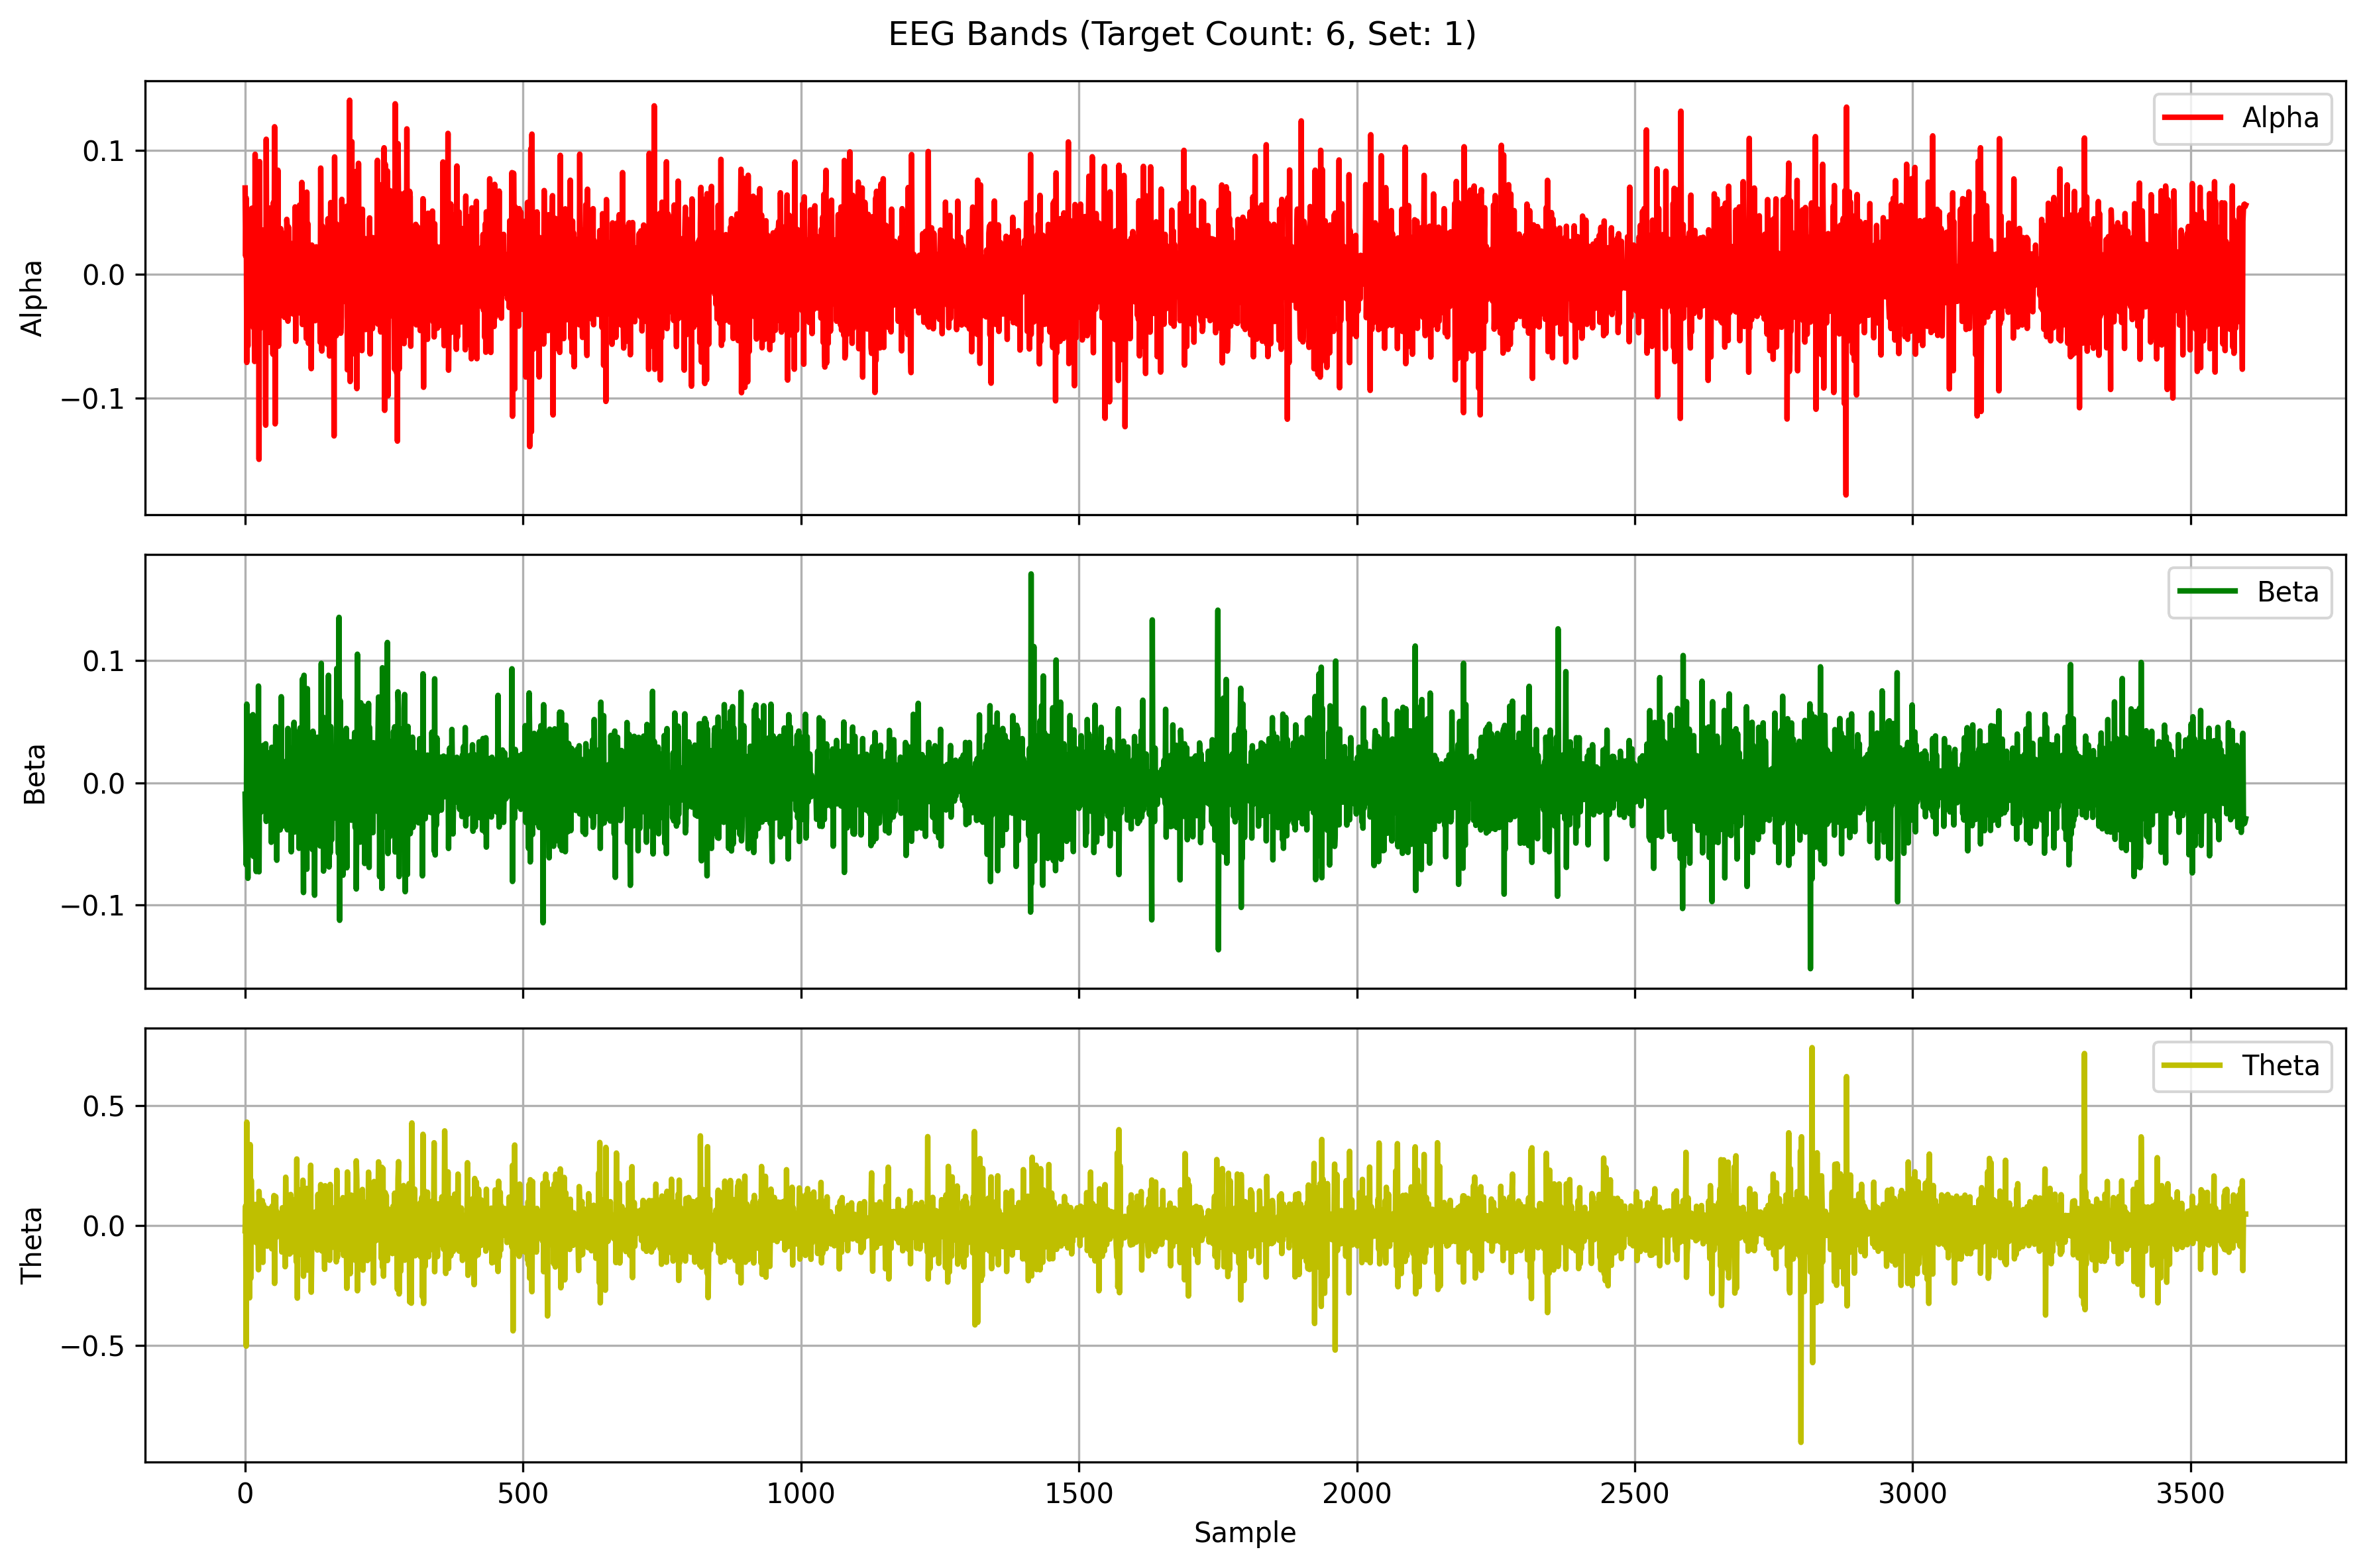 EEG Bands (Target Count: 6, Set: 1)
Alpha
0.1
0.0
−0.1
Alpha
Beta
0.1
0.0
−0.1
Beta
Theta
0.5
0.0
−0.5
Theta
0 500 1000 1500 2000 2500 3000 3500
Sample